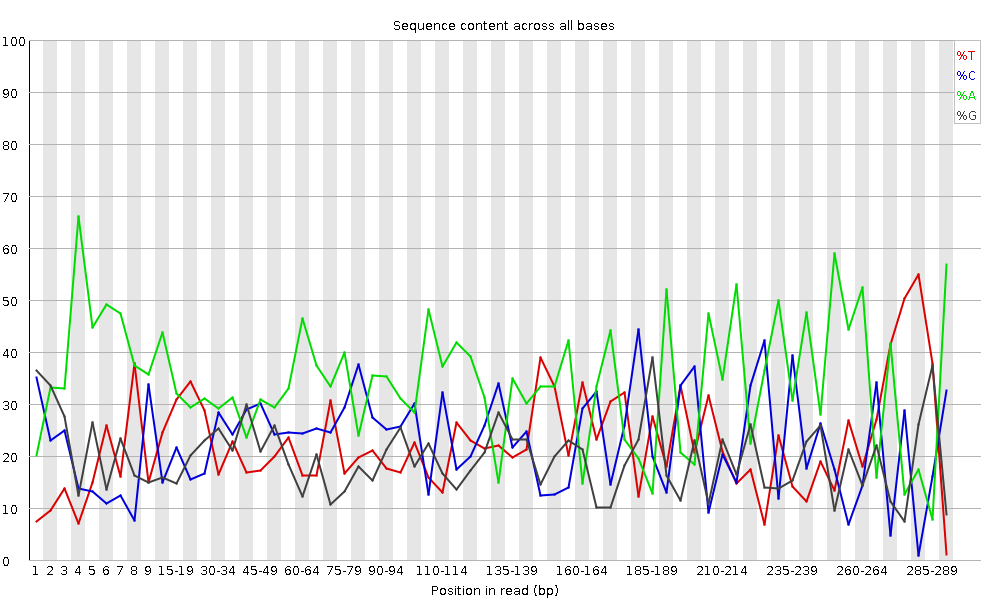 Sequence content across all bases
100
90
80
70
60
50
40
30
20
10
0
%T
%C
%A
%G
1 2 3 4 5 6 7 8 9 15-19 30-34 45-49 60-64 75-79 90-94 110-114 135-139 160-164 185-189 210-214 235-239 260-264 285-289
Position in read (bp)